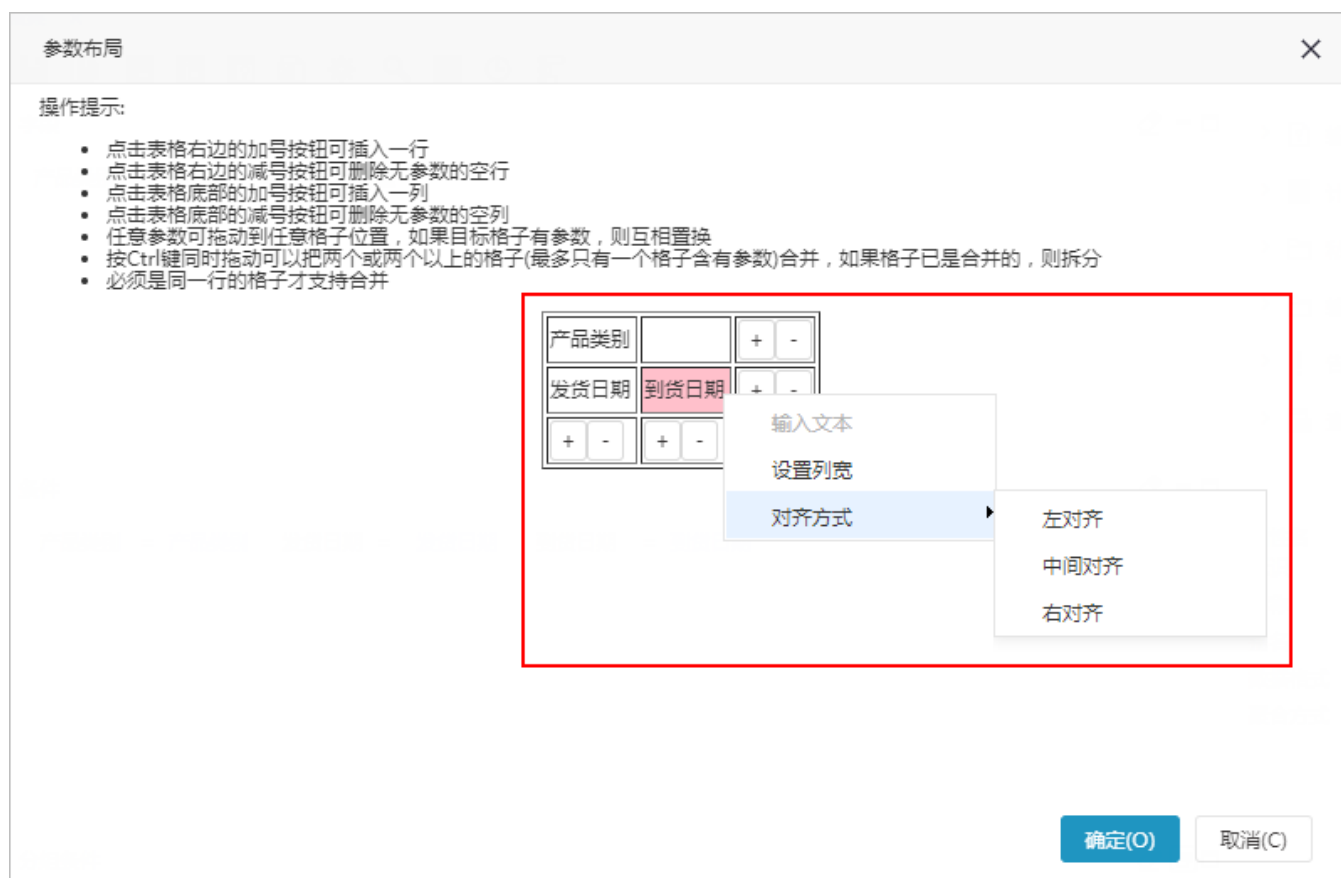 参数布局
操作提示:
点击表格右边的加号按钮可插入一行
点击表格右边的减号按钮可删除无参数的空行
点击表格底部的加号按钮可插入一列
点击表格底部的减号按钮可删除无参数的空列
任意参数可拖动到任意格子位置，如果目标格子有参数，则互相置换
按Ctrl键同时拖动可以把两个或两个以上的格子(最多只有一个格子含有参数)合并，如果格子已是合并的，则拆分
必须是同一行的格子才支持合并
产品类别 + -
发货日期 到货日期 + -
+ - + -
输入文本
设置列宽
对齐方式
左对齐
中间对齐
右对齐
确定(O) 取消(C)